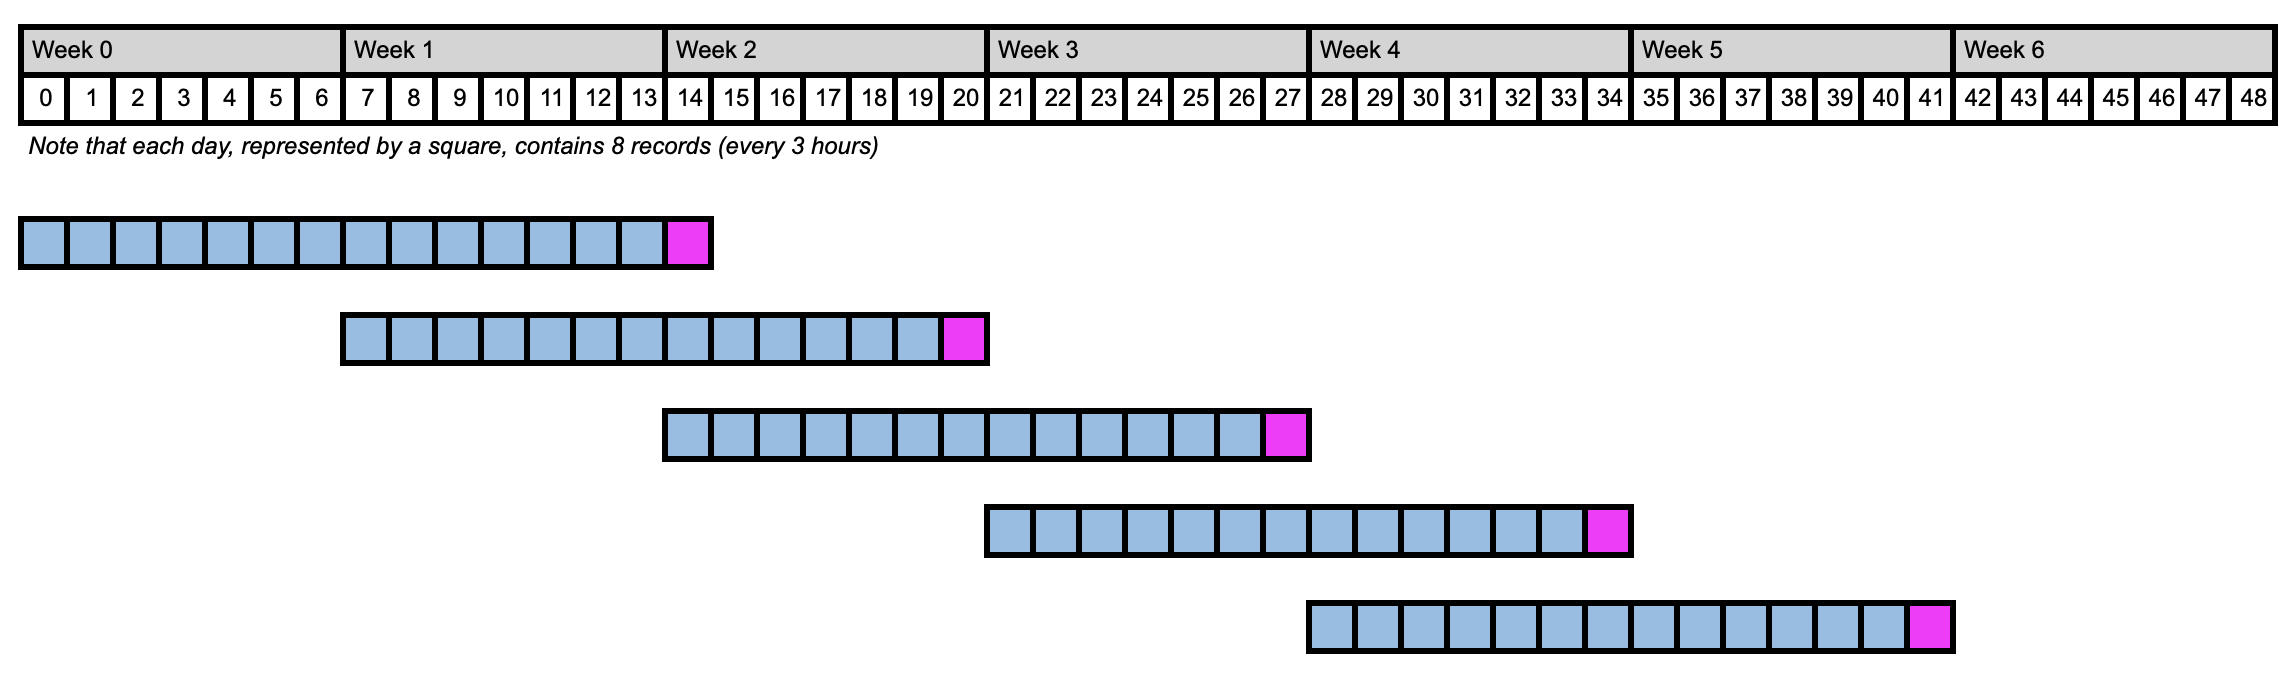 Week 0 Week 1 Week 2 Week 3 Week 4 Week 5 Week 6
0 1 2 3 4 5 6 7 8 9 10 11 12 13 14 15 16 17 18 19 20 21 22 23 24 25 26 27 28 29 30 31 32 33 34 35 36 37 38 39 40 41 42 43 44 45 46 47 48
Note that each day, represented by a square, contains 8 records (every 3 hours)